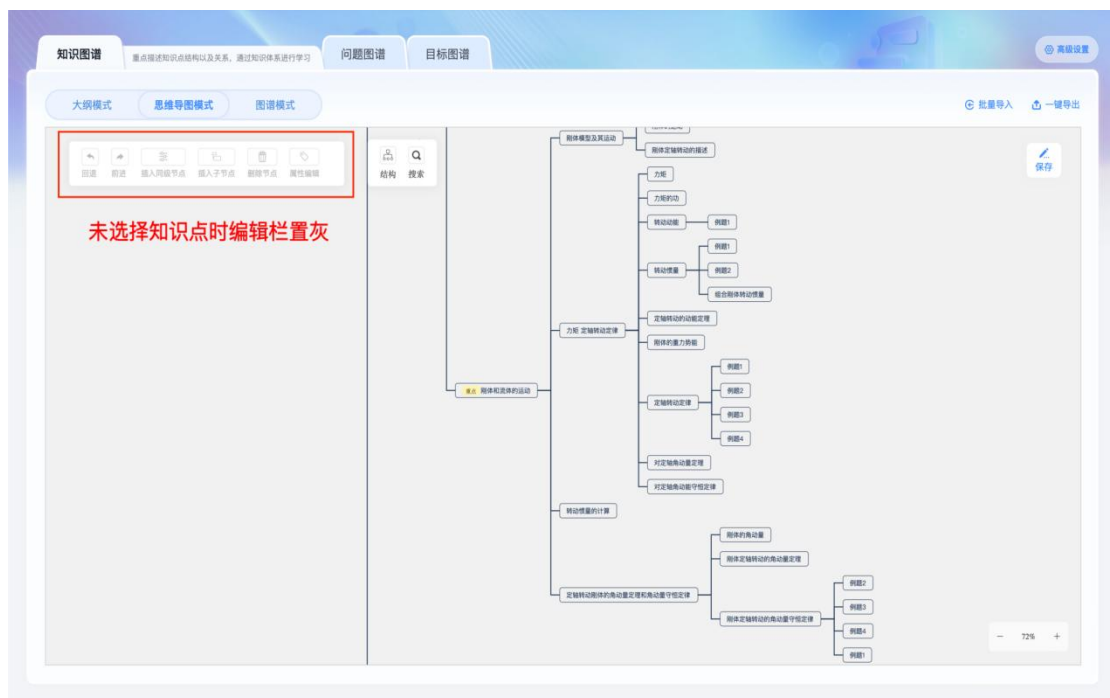 知识图谱
重点描述知识点结构以及关系，通过知识体系进行学习
问题图谱
目标图谱
高级设置
大纲模式
思维导图模式
图谱模式
批量导入
一键导出
回退
前进
插入同级节点
插入子节点
删除节点
属性编辑
结构
搜索
保存
未选择知识点时编辑栏置灰
刚体模型及其运动
刚体定轴转动的描述
力矩
力矩的功
转动动能
例题1
例题1
转动惯量
例题2
组合刚体转动惯量
定轴转动的动能定理
力矩 定轴转动定律
刚体的重力势能
例题1
重点 刚体和流体的运动
例题2
定轴转动定律
例题3
例题4
对定轴角动量定理
对定轴角动能守恒定律
转动惯量的计算
刚体的角动量
刚体定轴转动的角动量定理
例题2
定轴转动刚体的角动量定理和角动量守恒定律
例题3
刚体定轴转动的角动量守恒定律
例题4
例题1
− 72% +